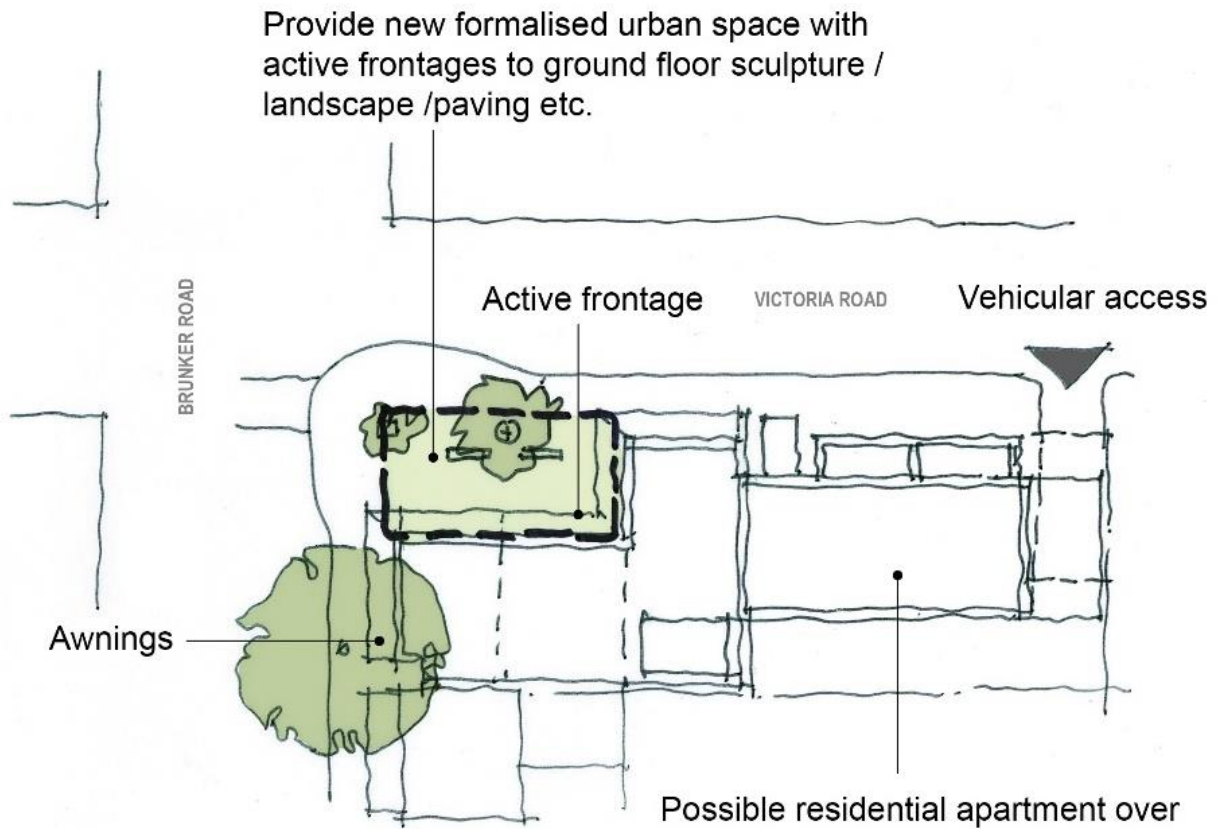 Provide new formalised urban space with
active frontages to ground floor sculpture /
landscape /paving etc.
BRUNKER ROAD
Active frontage
VICTORIA ROAD
Vehicular access
Awnings
Possible residential apartment over